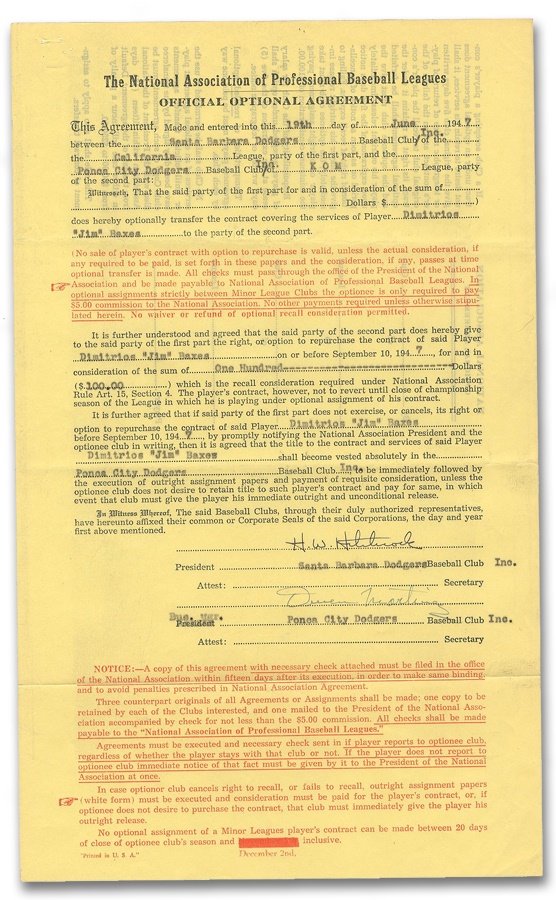 The National Association of Professional Baseball Leagues
OFFICIAL OPTIONAL AGREEMENT
This Agreement, Made and entered into this 19th day of June 1947
between the Santa Barbara Dodgers Baseball Club Inc. of the
the California League, party of the first part, and the
Ponca City Dodgers Baseball Club Inc. of K O M League, party
of the second part:
Witnesseth, That the said party of the first part for and in consideration of the sum of
Dollars $ )
does hereby optionally transfer the contract covering the services of Player Dimitrios
"Jim" Baxes to the party of the second part.
(No sale of player's contract with option to repurchase is valid, unless the actual consideration, if
any required to be paid, is set forth in these papers and the consideration, if any, passes at time
optional transfer is made. All checks must pass through the office of the President of the National
Association and be made payable to National Association of Professional Baseball Leagues. In
optional assignments strictly between Minor League Clubs the optionee is only required to pay
$5.00 commission to the National Association. No other payments required unless otherwise stipu-
lated herein. No waiver or refund of optional recall consideration permitted.
It is further understood and agreed the said party of the second part does hereby give
to the said party of the first part the right, or option to repurchase the contract of said Player
Dimitrios "Jim" Baxes on or before September 10, 1947, for and in
consideration of the sum of One Hundred Dollars
($100.00 ) which is the recall consideration required under National Association
Rule Art. 15, Section 4. The player's contract, however, not to revert until close of championship
season of the League in which he is playing under optional assignment of his contract.
It is further agreed that if said party of the first part does not exercise, or cancels, its right or
option to repurchase the contract of said Player Dimitrios "Jim" Baxes
before September 10, 1947, by promptly notifying the National Association President and the
optionee club in writing, then it is agreed that the title to the contract and services of said Player
Dimitrios "Jim" Baxes shall become vested absolutely in the
Ponca City Dodgers Baseball Club Inc. to be immediately followed by
the execution of outright assignment papers and payment of requisite consideration, unless the
optionee club does not desire to retain title to such player's contract and pay for same, in which
event that club must give the player his immediate outright and unconditional release.
In Witness Whereof, The said Baseball Clubs, through their duly authorized representatives,
have hereunto affixed their common or Corporate Seals of the said Corporations, the day and year
first above mentioned.
President Santa Barbara Dodgers Baseball Club Inc.
Attest: Secretary
Bus. Mgr.
President Ponca City Dodgers Baseball Club Inc.
Attest: Secretary
NOTICE:—A copy of this agreement with necessary check attached must be filed in the office
of the National Association within fifteen days after its execution, in order to make same binding,
and to avoid penalties prescribed in National Association Agreement.
Three counterpart originals of all Agreements or Assignments shall be made; one copy to be
retained by each of the Clubs interested, and one mailed to the President of the National Asso-
ciation accompanied by check for not less than the $5.00 commission. All checks shall be made
payable to the "National Association of Professional Baseball Leagues."
Agreements must be executed and necessary check sent in if player reports to optionee club,
regardless of whether the player stays with that club or not. If the player does not report to
optionee club immediate notice of that fact must be given by it to the President of the National
Association at once.
In case optionor club cancels right to recall, or fails to recall, outright assignment papers
(white form) must be executed and consideration must be paid for the player's contract, or, if
optionee does not desire to purchase the contract, that club must immediately give the player his
outright release.
No optional assignment of a Minor Leagues player's contract can be made between 20 days
of close of optionee club's season and inclusive.
"Printed in U. S. A."
December 2nd,